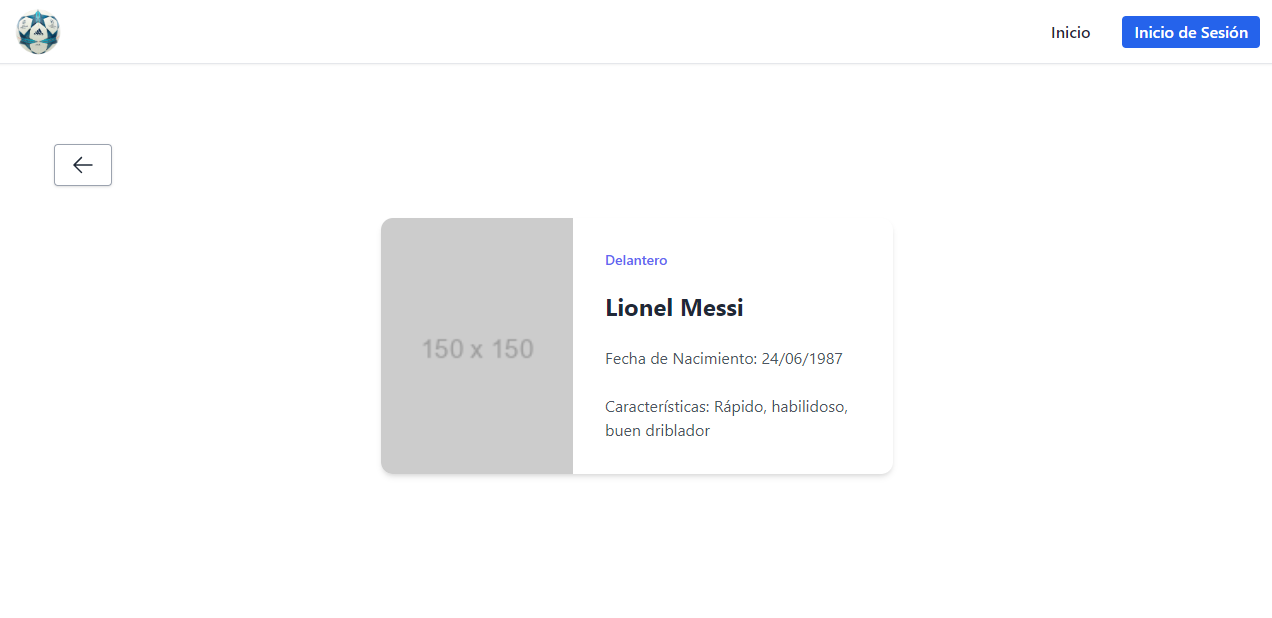 Inicio
Inicio de Sesión
150 x 150
Delantero
Lionel Messi
Fecha de Nacimiento: 24/06/1987
Características: Rápido, habilidoso,
buen driblador